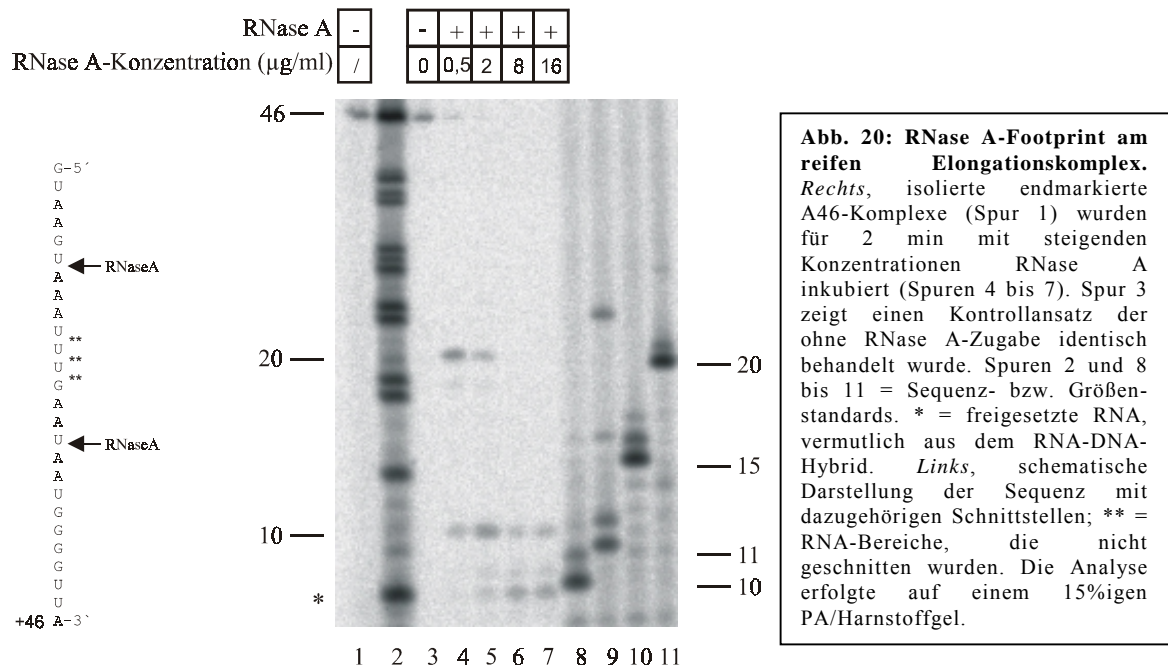 RNase A - - + + + +
RNase A-Konzentration (µg/ml) / 0 0,5 2 8 16
46
20
10
*
20
15
11
10
1 2 3 4 5 6 7 8 9 10 11
G-5´
U
A
A
G
U RNaseA
A
A
A
U
**
U
**
U
**
G
A
A
U RNaseA
A
A
U
G
G
G
G
U
U
+46 A-3`
Abb. 20: RNase A-Footprint am
reifen Elongationskomplex.
Rechts, isolierte endmarkierte
A46-Komplexe (Spur 1) wurden
für 2 min mit steigenden
Konzentrationen RNase A
inkubiert (Spuren 4 bis 7). Spur 3
zeigt einen Kontrollansatz der
ohne RNase A-Zugabe identisch
behandelt wurde. Spuren 2 und 8
bis 11 = Sequenz- bzw. Größen-
standards. * = freigesetzte RNA,
vermutlich aus dem RNA-DNA-
Hybrid. Links, schematische
Darstellung der Sequenz mit
dazugehörigen Schnittstellen; ** =
RNA-Bereiche, die nicht
geschnitten wurden. Die Analyse
erfolgte auf einem 15%igen
PA/Harnstoffgel.